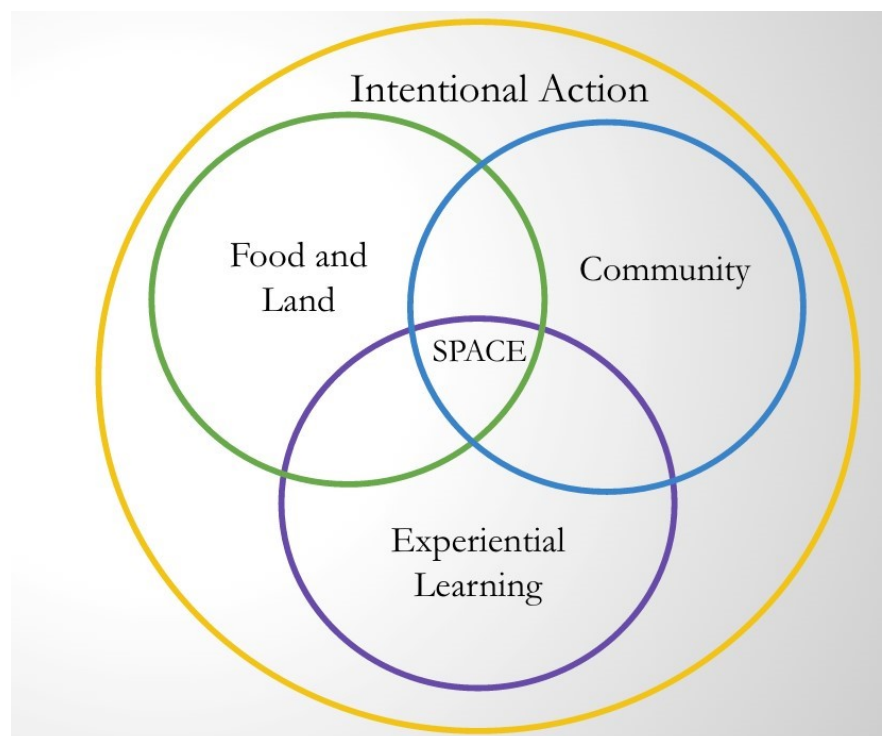 Intentional Action
Food and
Land
Community
SPACE
Experiential
Learning